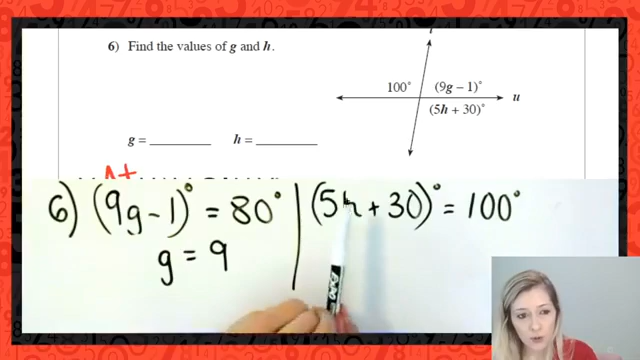 6) Find the values of g and h.
100° (9g – 1)°
u
(5h + 30)°
g = ________ h = ________
6) (9g - 1)° = 80° | (5h + 30)° = 100°
g = 9
EXPO